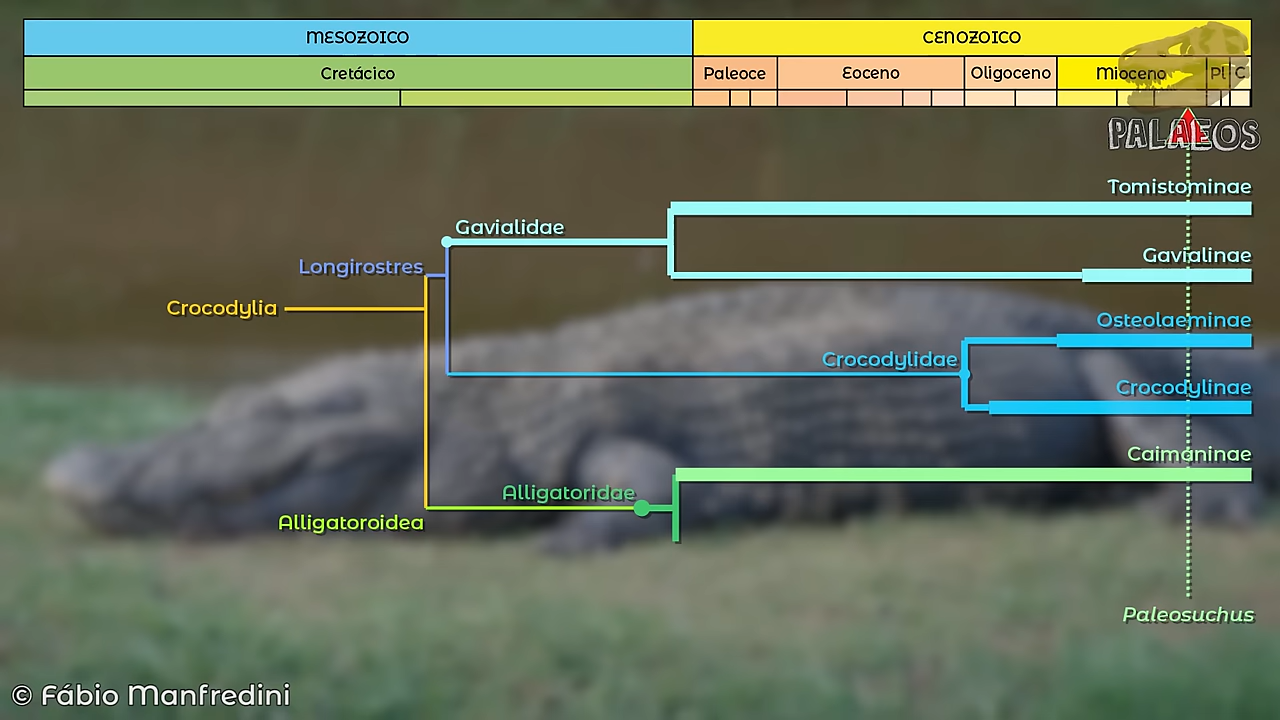 MESOZOICO
CENOZOICO
Cretácico
Paleoce
Eoceno
Oligoceno
Mioceno
Pl
C
PALAEOS
Tomistominae
Gavialidae
Gavialinae
Longirostres
Crocodylia
Osteolaeminae
Crocodylidae
Crocodylinae
Caimaninae
Alligatoridae
Alligatoroidea
Paleosuchus
© Fábio Manfredini